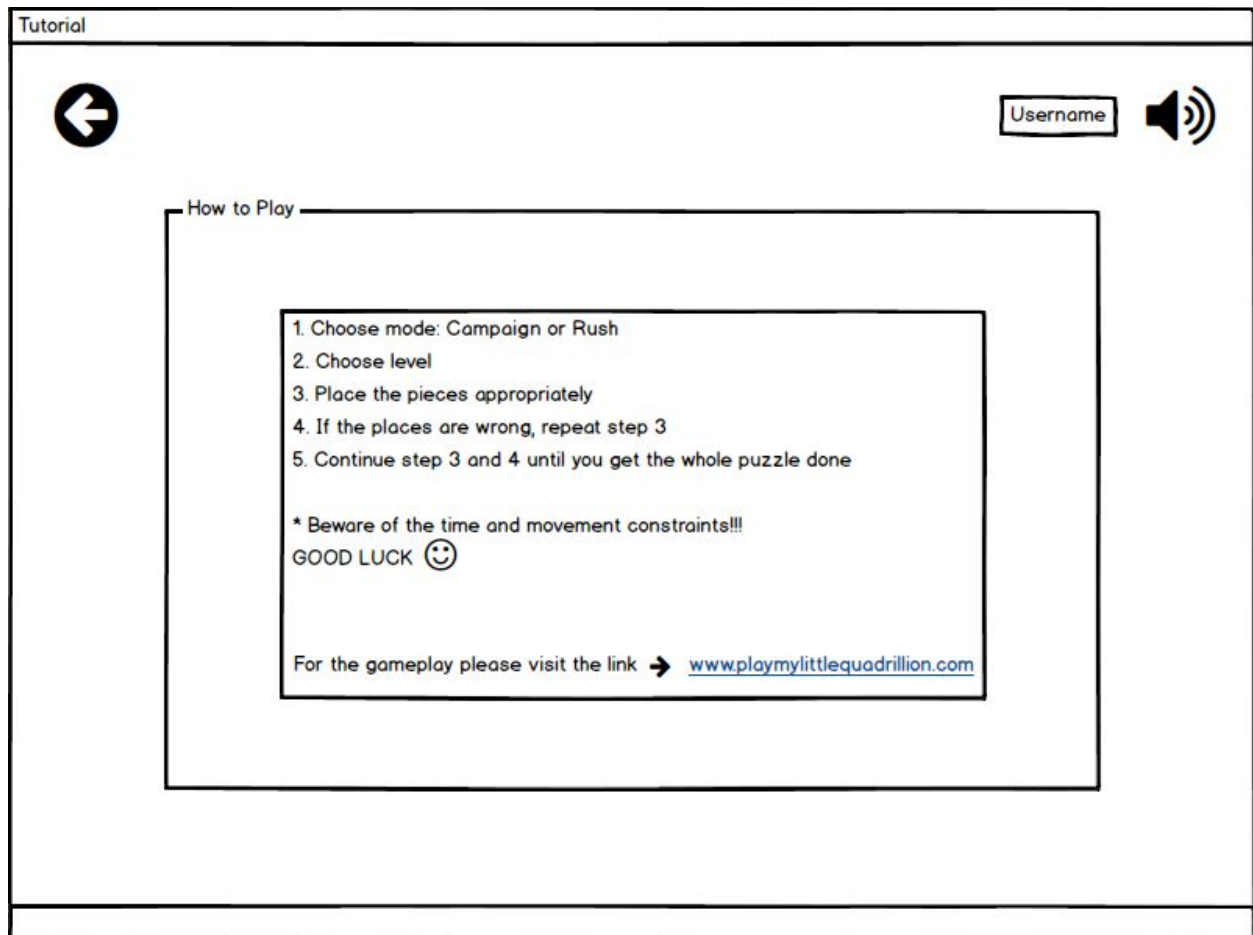 Tutorial
Username
How to Play
1. Choose mode: Campaign or Rush
2. Choose level
3. Place the pieces appropriately
4. If the places are wrong, repeat step 3
5. Continue step 3 and 4 until you get the whole puzzle done
* Beware of the time and movement constraints!!!
GOOD LUCK ☺
For the gameplay please visit the link → www.playmylittlequadrillion.com